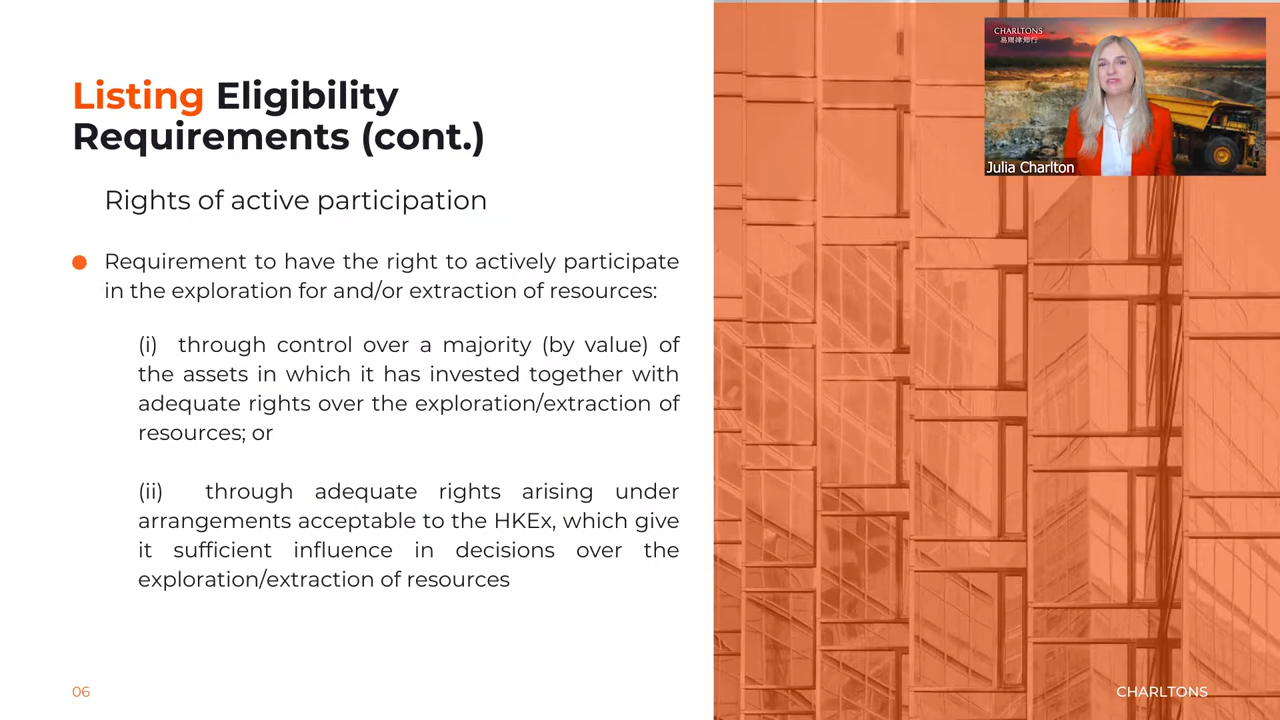 Listing Eligibility
Requirements (cont.)
Rights of active participation
Requirement to have the right to actively participate
in the exploration for and/or extraction of resources:
(i) through control over a majority (by value) of
the assets in which it has invested together with
adequate rights over the exploration/extraction of
resources; or
(ii) through adequate rights arising under
arrangements acceptable to the HKEx, which give
it sufficient influence in decisions over the
exploration/extraction of resources
06
CHARLTONS
易周律师行
Julia Charlton
CHARLTONS